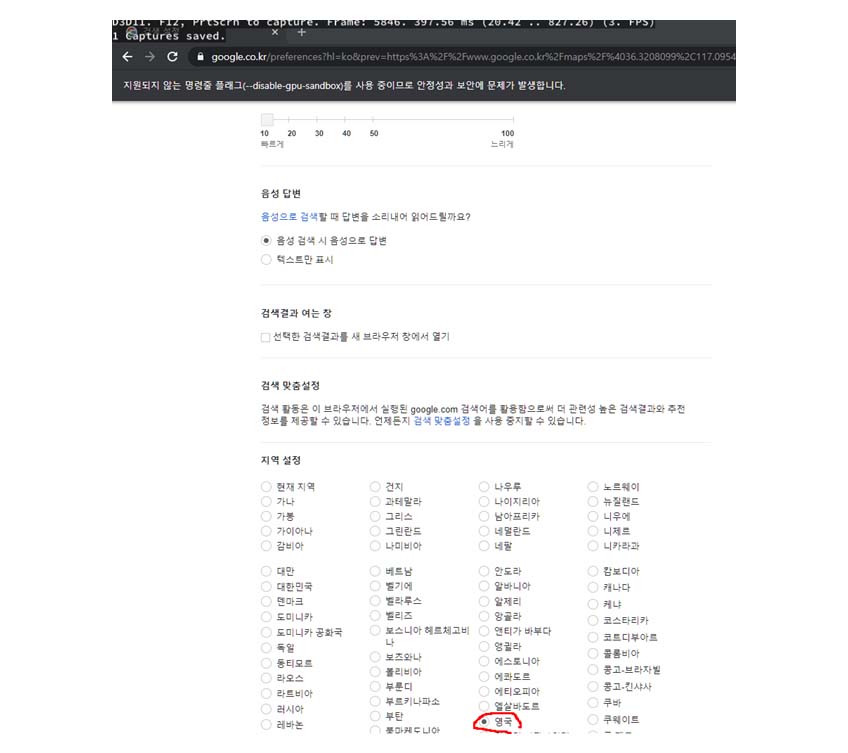 D3D11. F12, PrtScrn to capture. Frame: 5846. 397.56 ms (20.42 .. 827.26) (3. FPS)
1 Captures saved.
검색 설정
google.co.kr/preferences?hl=ko&prev=https%3A%2F%2Fwww.google.co.kr%2Fmaps%2F%4036.3208099%2C117.0954
지원되지 않는 명령줄 플래그(--disable-gpu-sandbox)를 사용 중이므로 안정성과 보안에 문제가 발생합니다.
10 20 30 40 50 100
빠르게 느리게
음성 답변
음성으로 검색할 때 답변을 소리내어 읽어드릴까요?
음성 검색 시 음성으로 답변
텍스트만 표시
검색결과 여는 창
선택한 검색결과를 새 브라우저 창에서 열기
검색 맞춤설정
검색 활동은 이 브라우저에서 실행된 google.com 검색어를 활용함으로써 더 관련성 높은 검색결과와 추천
정보를 제공할 수 있습니다. 언제든지 검색 맞춤설정 을 사용 중지할 수 있습니다.
지역 설정
현재 지역 건지 나우루 노르웨이
가나 과테말라 나이지리아 뉴질랜드
가봉 그리스 남아프리카 니우에
가이아나 그린란드 네덜란드 니제르
감비아 나미비아 네팔 니카라과
대만 베트남 안도라 캄보디아
대한민국 벨기에 알바니아 캐나다
덴마크 벨라루스 알제리 케냐
도미니카 벨리즈 앙골라 코스타리카
도미니카 공화국 보스니아 헤르체고비나 앤티가 바부다 코트디부아르
독일 보츠와나 앵귈라 콜롬비아
동티모르 볼리비아 에스토니아 콩고-브라자빌
라오스 부룬디 에콰도르 콩고-킨샤사
라트비아 부르키나파소 에티오피아 쿠바
러시아 부탄 엘살바도르 쿠웨이트
레바논 북마케도니아 영국